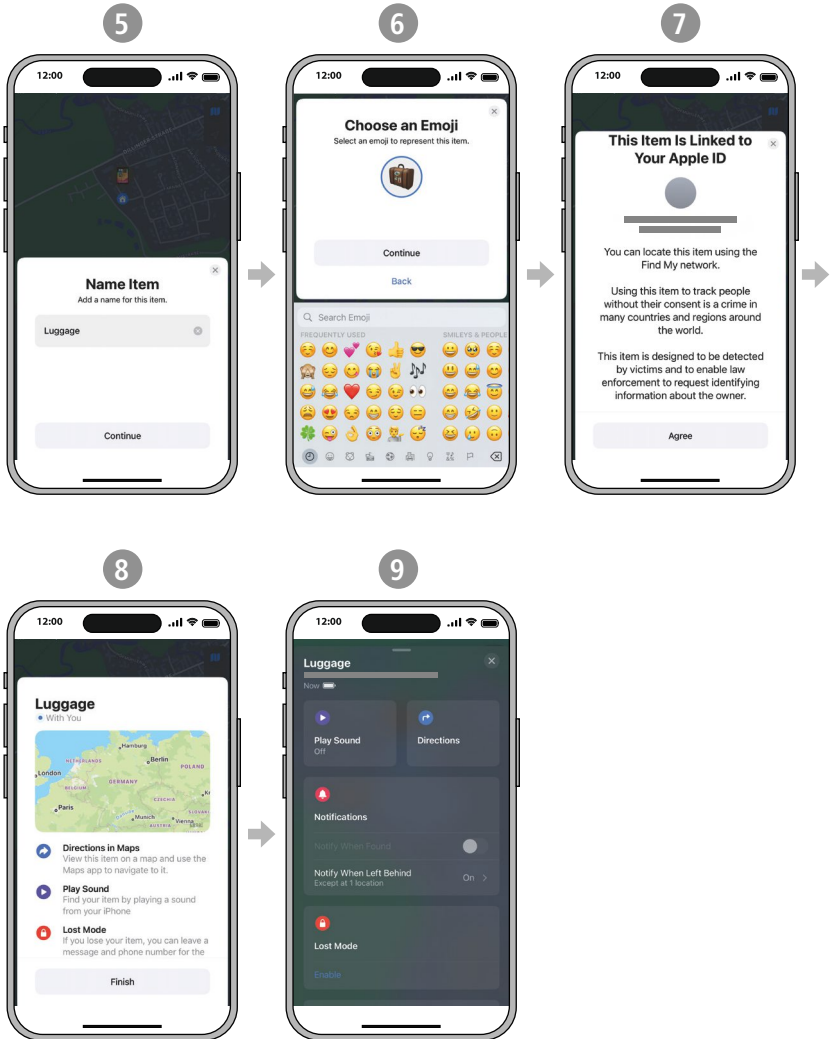 5
6
7
12:00
12:00
12:00
Name Item
Add a name for this item.
Luggage
Continue
Choose an Emoji
Select an emoji to represent this item.
Continue
Back
Search Emoji
FREQUENTLY USED
SMILEYS & PEOPLE
This Item Is Linked to
Your Apple ID
You can locate this item using the
Find My network.
Using this item to track people
without their consent is a crime in
many countries and regions around
the world.
This item is designed to be detected
by victims and to enable law
enforcement to request identifying
information about the owner.
Agree
8
9
12:00
12:00
Luggage
With You
Hamburg
NETHERLANDS
Berlin
POLAND
London
BELGIUM
GERMANY
CZECHIA
Paris
Munich
Vienna
AUSTRIA
Directions in Maps
View this item on a map and use the
Maps app to navigate to it.
Play Sound
Find your item by playing a sound
from your iPhone
Lost Mode
If you lose your item, you can leave a
message and phone number for the
Finish
Luggage
Now
Play Sound
Off
Directions
Notifications
Notify When Found
Notify When Left Behind
Except at 1 location
On
Lost Mode
Enable